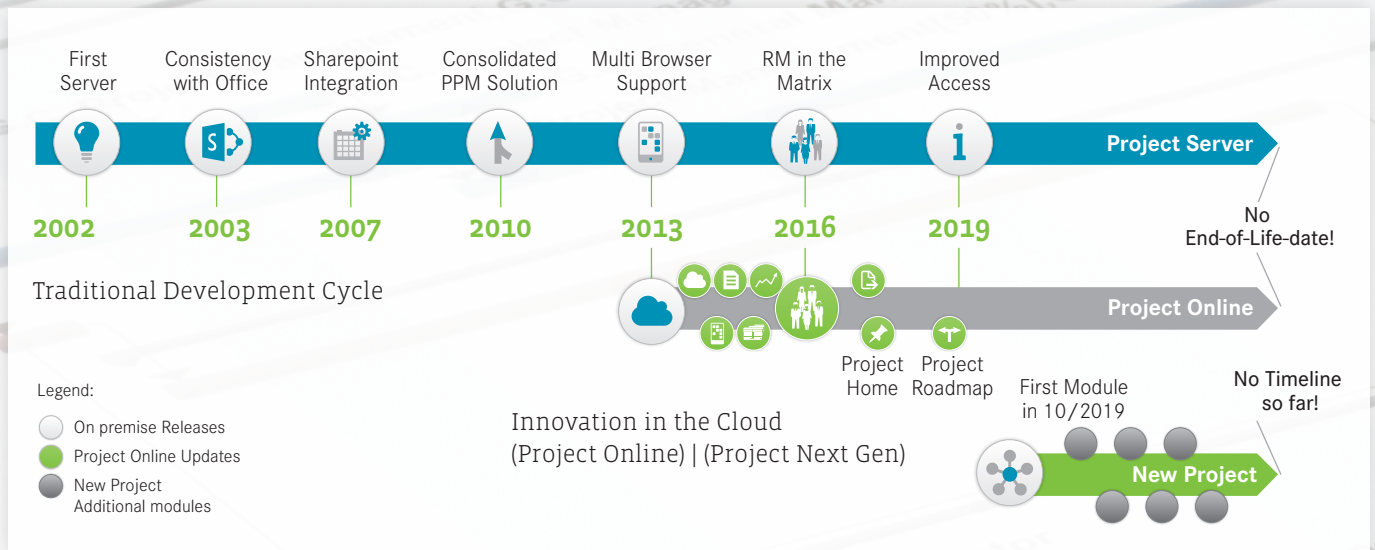 First
Server
Consistency
with Office
Sharepoint
Integration
Consolidated
PPM Solution
Multi Browser
Support
RM in the
Matrix
Improved
Access
S
i
Project Server
2002
2003
2007
2010
2013
2016
2019
No
End-of-Life-date!
Traditional Development Cycle
Project Online
Project
Home
Project
Roadmap
Legend:
On premise Releases
Project Online Updates
New Project
Additional modules
Innovation in the Cloud
(Project Online) | (Project Next Gen)
First Module
in 10/2019
No Timeline
so far!
New Project